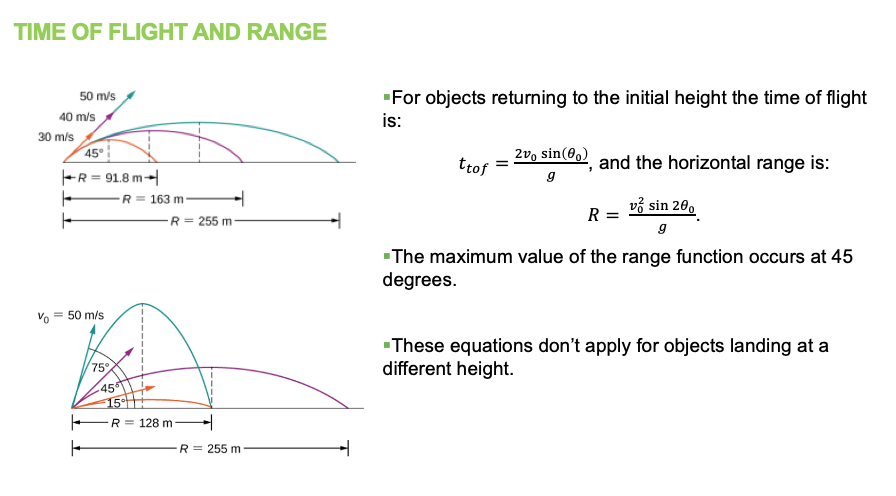 TIME OF FLIGHT AND RANGE
50 m/s
40 m/s
30 m/s
45°
R = 91.8 m
R = 163 m
R = 255 m
v₀ = 50 m/s
75°
45°
15°
R = 128 m
R = 255 m
▪For objects returning to the initial height the time of flight
is:
t_{tof} = \frac{2v_0 \sin(\theta_0)}{g}, and the horizontal range is:
R = \frac{v_0^2 \sin 2\theta_0}{g}.
▪The maximum value of the range function occurs at 45
degrees.
▪These equations don’t apply for objects landing at a
different height.